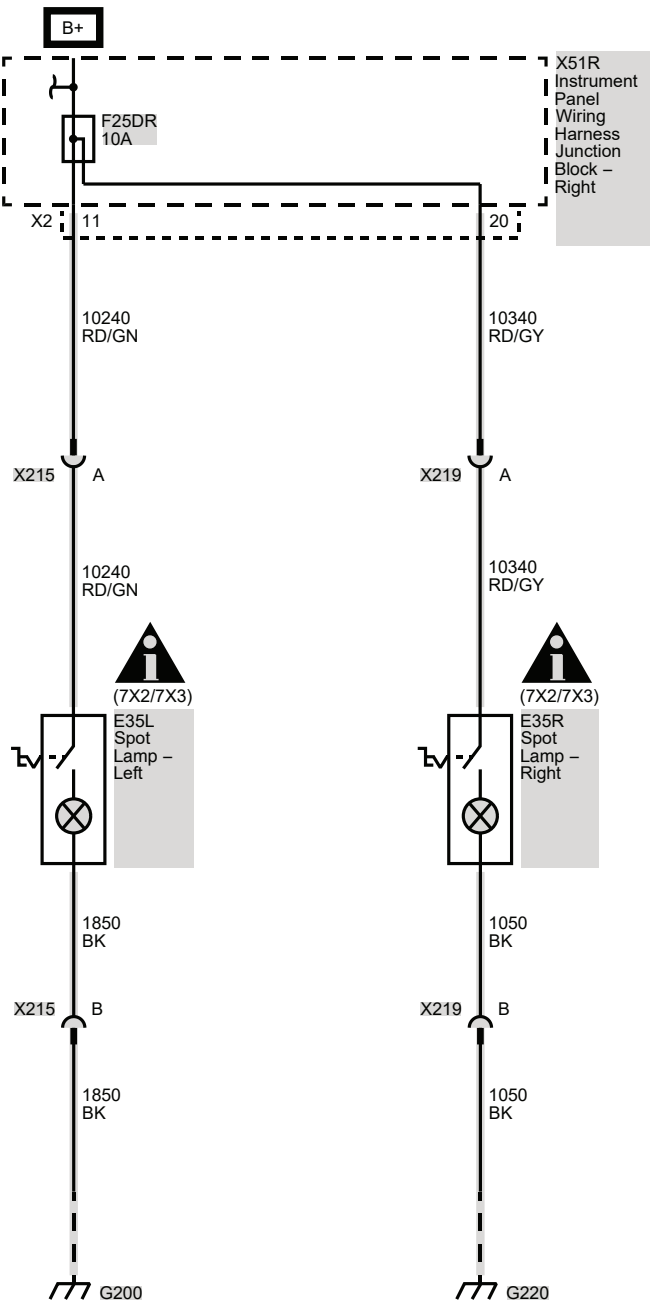 B+
X51R
Instrument
Panel
Wiring
Harness
Junction
Block –
Right
F25DR
10A
X2
11
20
10240
RD/GN
10340
RD/GY
X215
A
X219
A
10240
RD/GN
10340
RD/GY
i
(7X2/7X3)
i
(7X2/7X3)
E35L
Spot
Lamp –
Left
E35R
Spot
Lamp –
Right
1850
BK
1050
BK
X215
B
X219
B
1850
BK
1050
BK
G200
G220